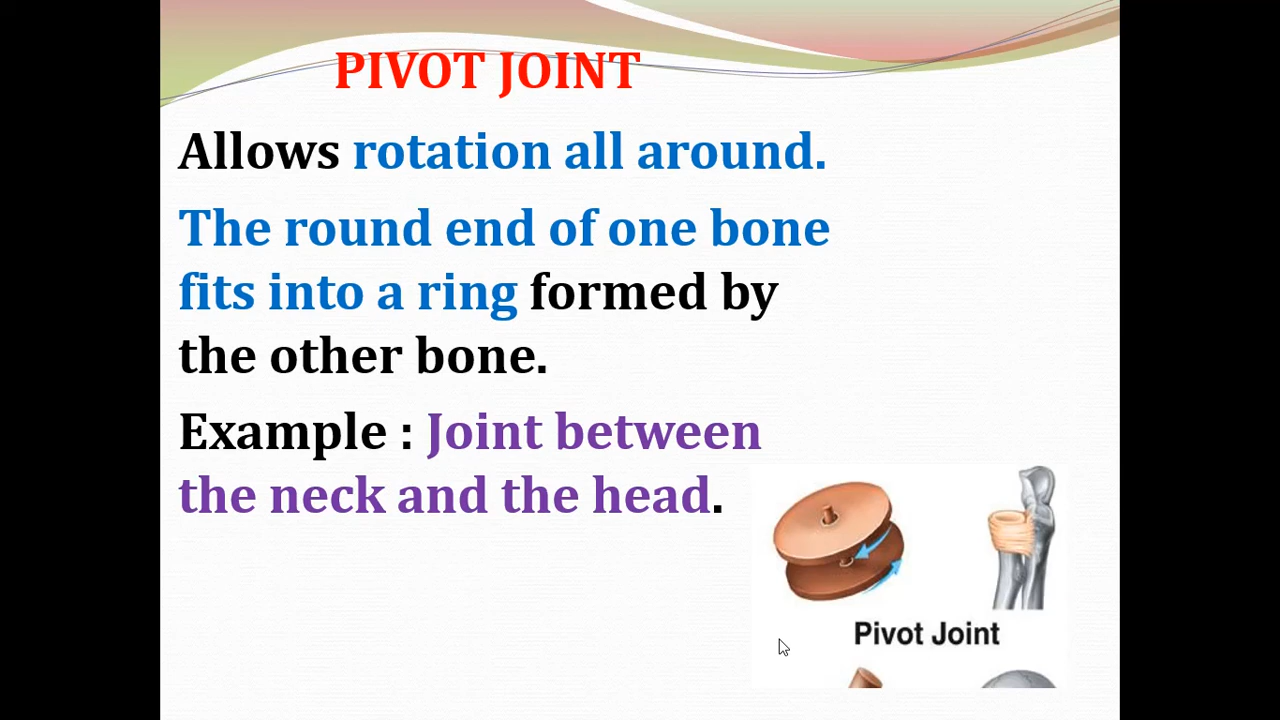 PIVOT JOINT
Allows rotation all around.
The round end of one bone
fits into a ring formed by
the other bone.
Example : Joint between
the neck and the head.
Pivot Joint